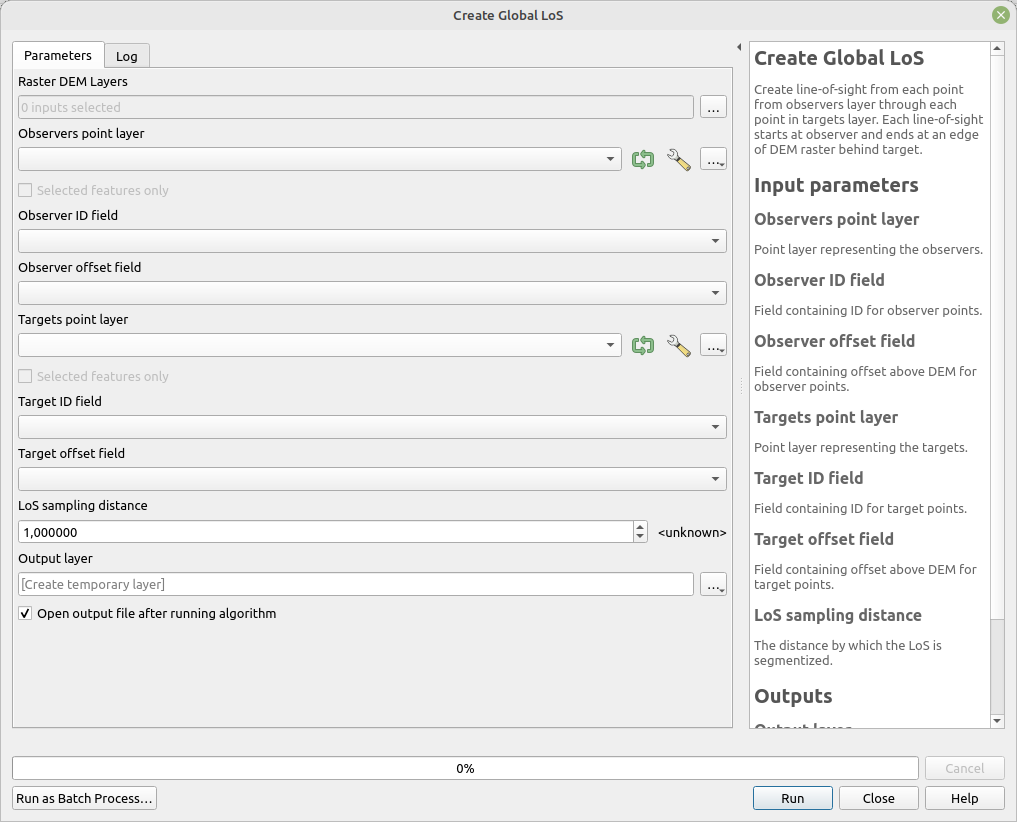 Create Global LoS
Parameters
Log
Raster DEM Layers
0 inputs selected
...
Observers point layer
...
Selected features only
Observer ID field
Observer offset field
Targets point layer
...
Selected features only
Target ID field
Target offset field
LoS sampling distance
1,000000
<unknown>
Output layer
[Create temporary layer]
...
Open output file after running algorithm
Create Global LoS
Create line-of-sight from each point
from observers layer through each
point in targets layer. Each line-of-sight
starts at observer and ends at an edge
of DEM raster behind target.
Input parameters
Observers point layer
Point layer representing the observers.
Observer ID field
Field containing ID for observer points.
Observer offset field
Field containing offset above DEM for
observer points.
Targets point layer
Point layer representing the targets.
Target ID field
Field containing ID for target points.
Target offset field
Field containing offset above DEM for
target points.
LoS sampling distance
The distance by which the LoS is
segmentized.
Outputs
Output layer
0%
Cancel
Run as Batch Process...
Run
Close
Help